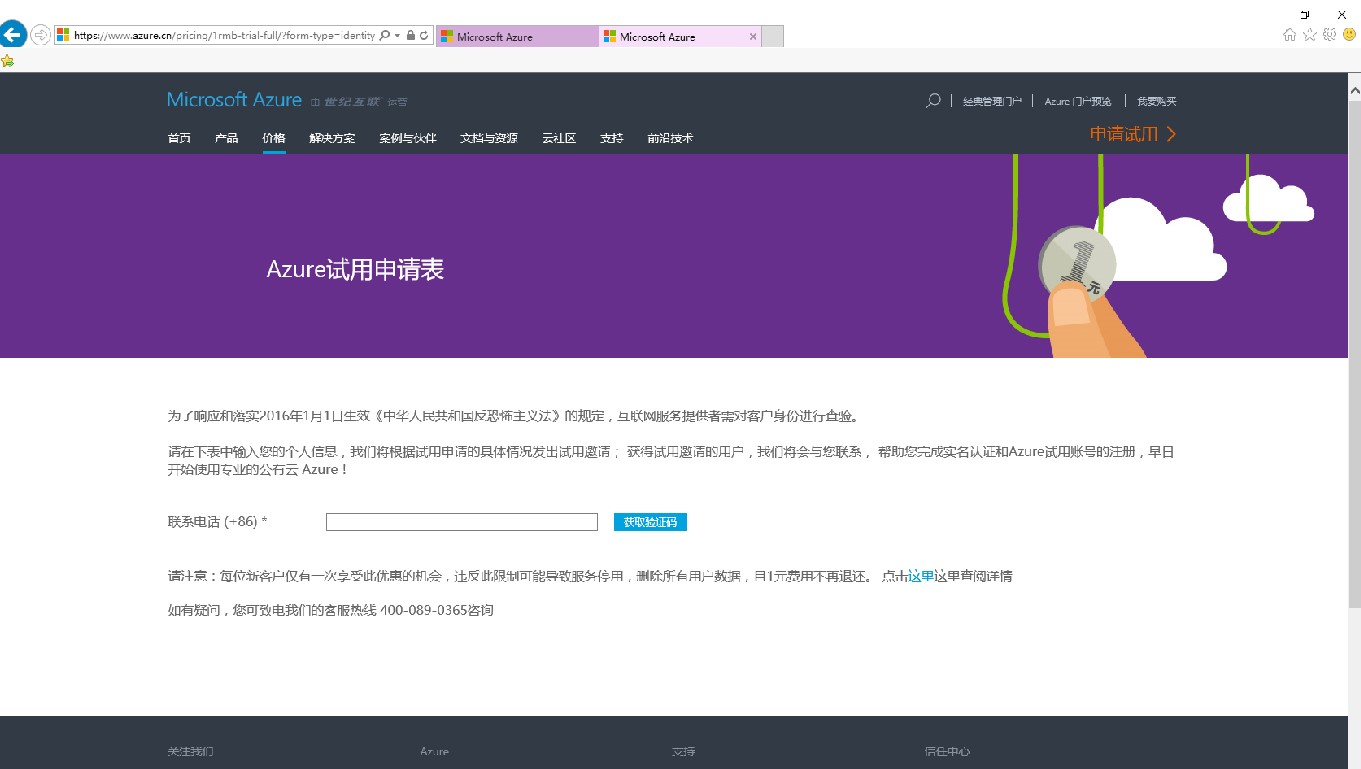 https://www.azure.cn/pricing/1rmb-trial-full/?form-type=identity
Microsoft Azure
Microsoft Azure
Microsoft Azure 由 世纪互联 运营
经典管理门户
Azure 门户预览
我要购买
首页 产品 价格 解决方案 案例与伙伴 文档与资源 云社区 支持 前沿技术
申请试用
Azure试用申请表
1元
为了响应和落实2016年1月1日生效《中华人民共和国反恐怖主义法》的规定，互联网服务提供者需对客户身份进行查验。
请在下表中输入您的个人信息，我们将根据试用申请的具体情况发出试用邀请； 获得试用邀请的用户，我们将会与您联系， 帮助您完成实名认证和Azure试用账号的注册，早日
开始使用专业的公有云 Azure！
联系电话 (+86) *
获取验证码
请注意：每位新客户仅有一次享受此优惠的机会，违反此限制可能导致服务停用，删除所有用户数据，且1元费用不再退还。 点击这里这里查阅详情
如有疑问，您可致电我们的客服热线 400-089-0365咨询
关注我们 Azure 支持 信任中心